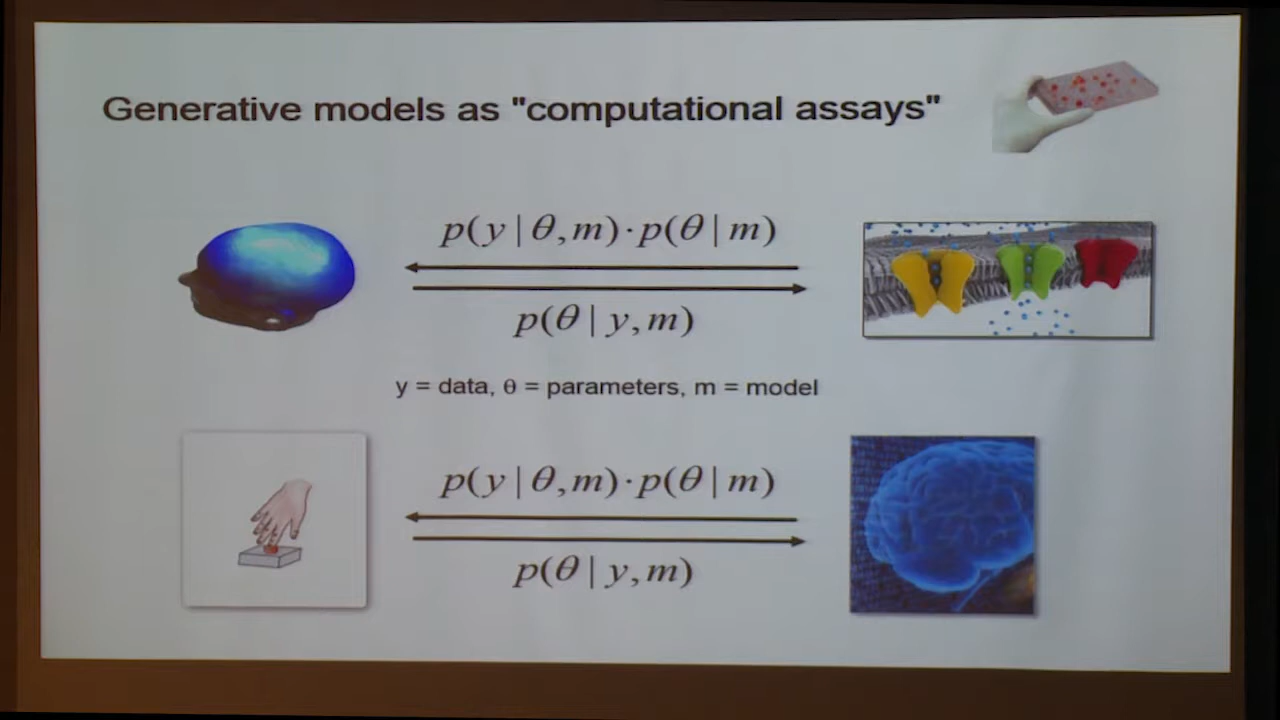 Generative models as "computational assays"
p(y | θ, m) · p(θ | m)
p(θ | y, m)
y = data, θ = parameters, m = model
p(y | θ, m) · p(θ | m)
p(θ | y, m)